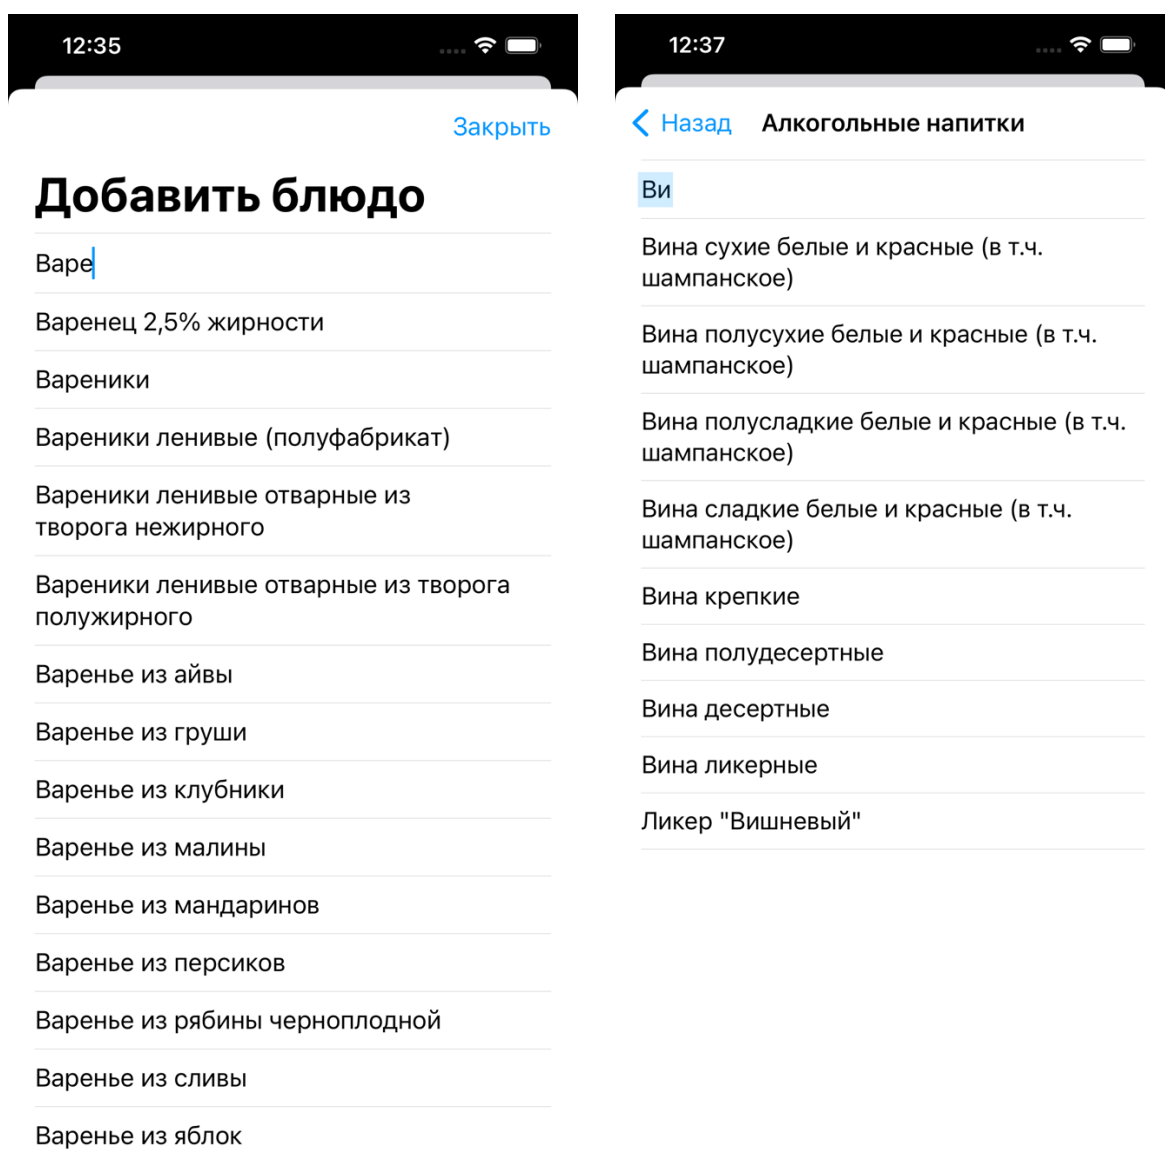 12:35
Закрыть
Добавить блюдо
Варе
Варенец 2,5% жирности
Вареники
Вареники ленивые (полуфабрикат)
Вареники ленивые отварные из
творога нежирного
Вареники ленивые отварные из творога
полужирного
Варенье из айвы
Варенье из груши
Варенье из клубники
Варенье из малины
Варенье из мандаринов
Варенье из персиков
Варенье из рябины черноплодной
Варенье из сливы
Варенье из яблок
12:37
Назад Алкогольные напитки
Ви
Вина сухие белые и красные (в т.ч.
шампанское)
Вина полусухие белые и красные (в т.ч.
шампанское)
Вина полусладкие белые и красные (в т.ч.
шампанское)
Вина сладкие белые и красные (в т.ч.
шампанское)
Вина крепкие
Вина полудесертные
Вина десертные
Вина ликерные
Ликер "Вишневый"